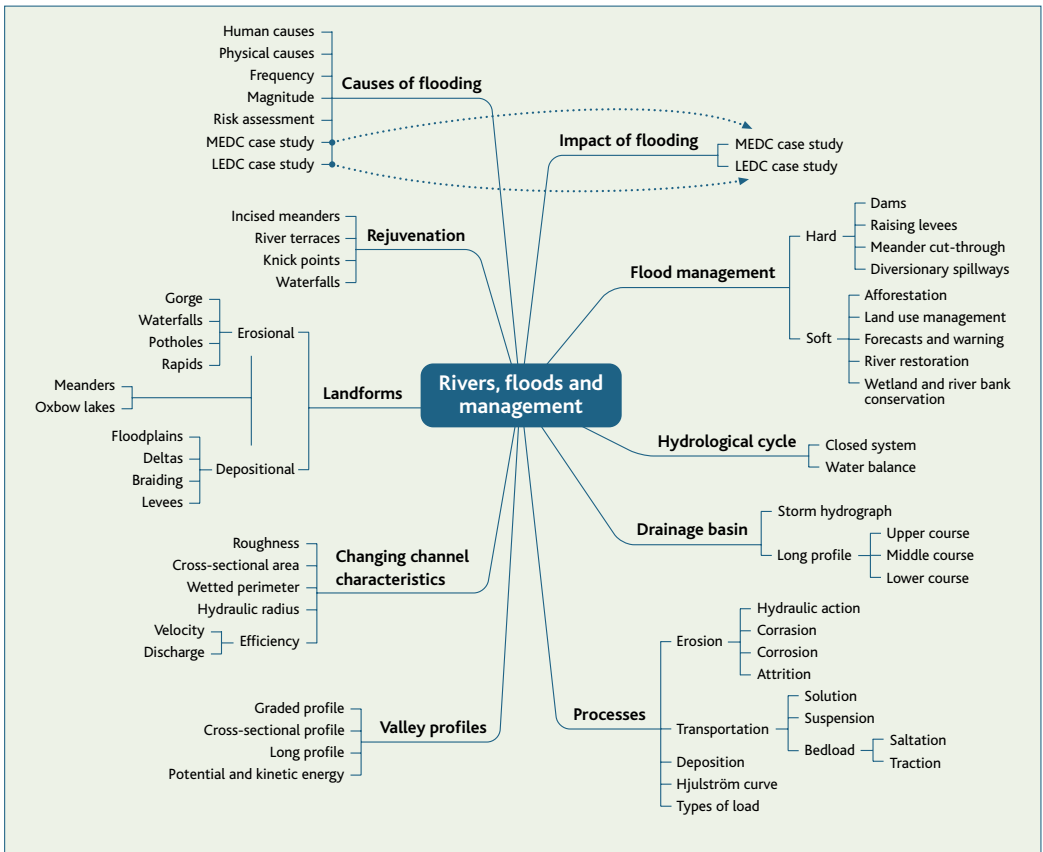 Rivers, floods and
management
Causes of flooding
Human causes
Physical causes
Frequency
Magnitude
Risk assessment
MEDC case study
LEDC case study
Impact of flooding
MEDC case study
LEDC case study
Rejuvenation
Incised meanders
River terraces
Knick points
Waterfalls
Flood management
Hard
Dams
Raising levees
Meander cut-through
Diversionary spillways
Soft
Afforestation
Land use management
Forecasts and warning
River restoration
Wetland and river bank
conservation
Landforms
Erosional
Gorge
Waterfalls
Potholes
Rapids
Meanders
Oxbow lakes
Depositional
Floodplains
Deltas
Braiding
Levees
Hydrological cycle
Closed system
Water balance
Drainage basin
Storm hydrograph
Long profile
Upper course
Middle course
Lower course
Changing channel
characteristics
Roughness
Cross-sectional area
Wetted perimeter
Hydraulic radius
Efficiency
Velocity
Discharge
Processes
Erosion
Hydraulic action
Corrasion
Corrosion
Attrition
Transportation
Solution
Suspension
Bedload
Saltation
Traction
Deposition
Hjulström curve
Types of load
Valley profiles
Graded profile
Cross-sectional profile
Long profile
Potential and kinetic energy